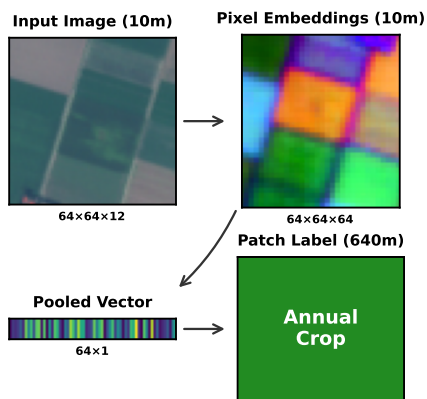 Input Image (10m)
Pixel Embeddings (10m)
64×64×12
64×64×64
Patch Label (640m)
Pooled Vector
64×1
Annual
Crop